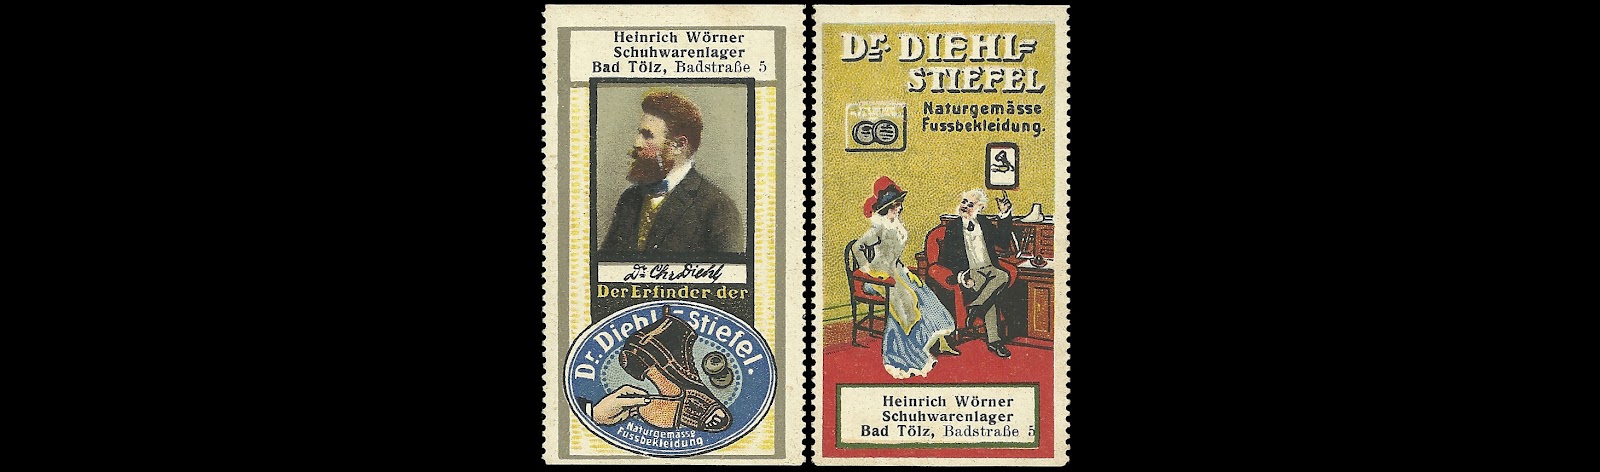 Heinrich Wörner
Schuhwarenlager
Bad Tölz, Badstraße 5
Dr. Chr. Diehl
Der Erfinder der
Dr. Diehl-Stiefel.
Naturgemässe
Fussbekleidung
Dr. DIEHL=
STIEFEL
Naturgemässe
Fussbekleidung.
Heinrich Wörner
Schuhwarenlager
Bad Tölz, Badstraße 5